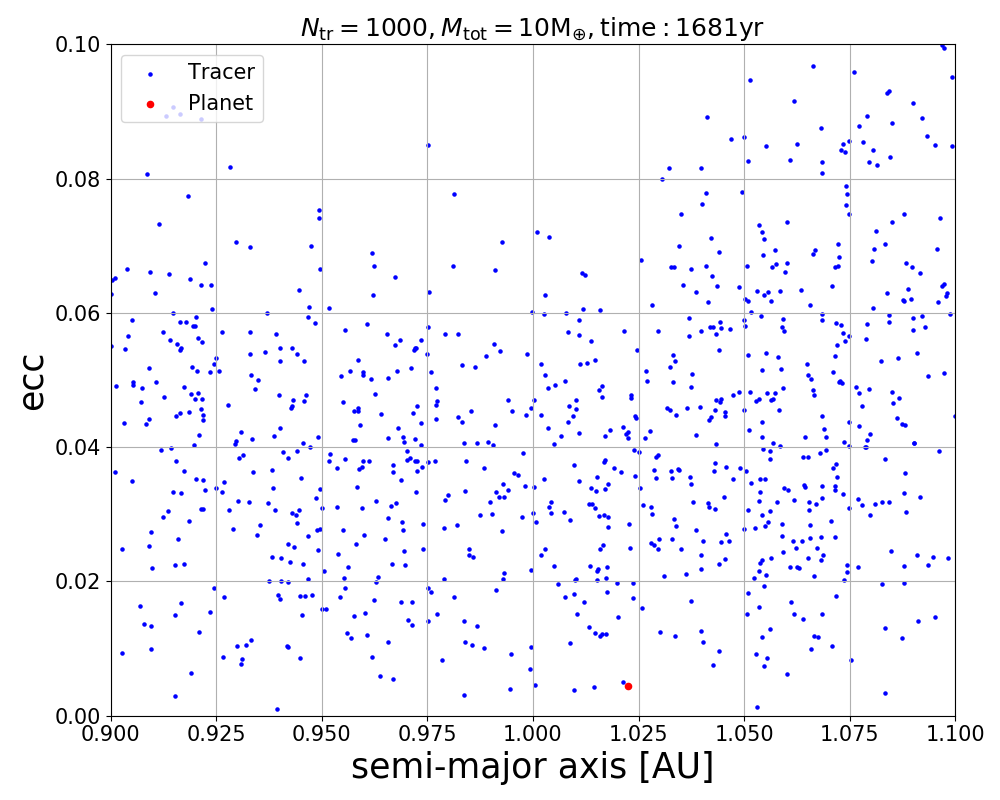 N_tr = 1000, M_tot = 10M_⊕, time : 1681yr
Tracer
Planet
ecc
0.10
0.08
0.06
0.04
0.02
0.00
0.900 0.925 0.950 0.975 1.000 1.025 1.050 1.075 1.100
semi-major axis [AU]